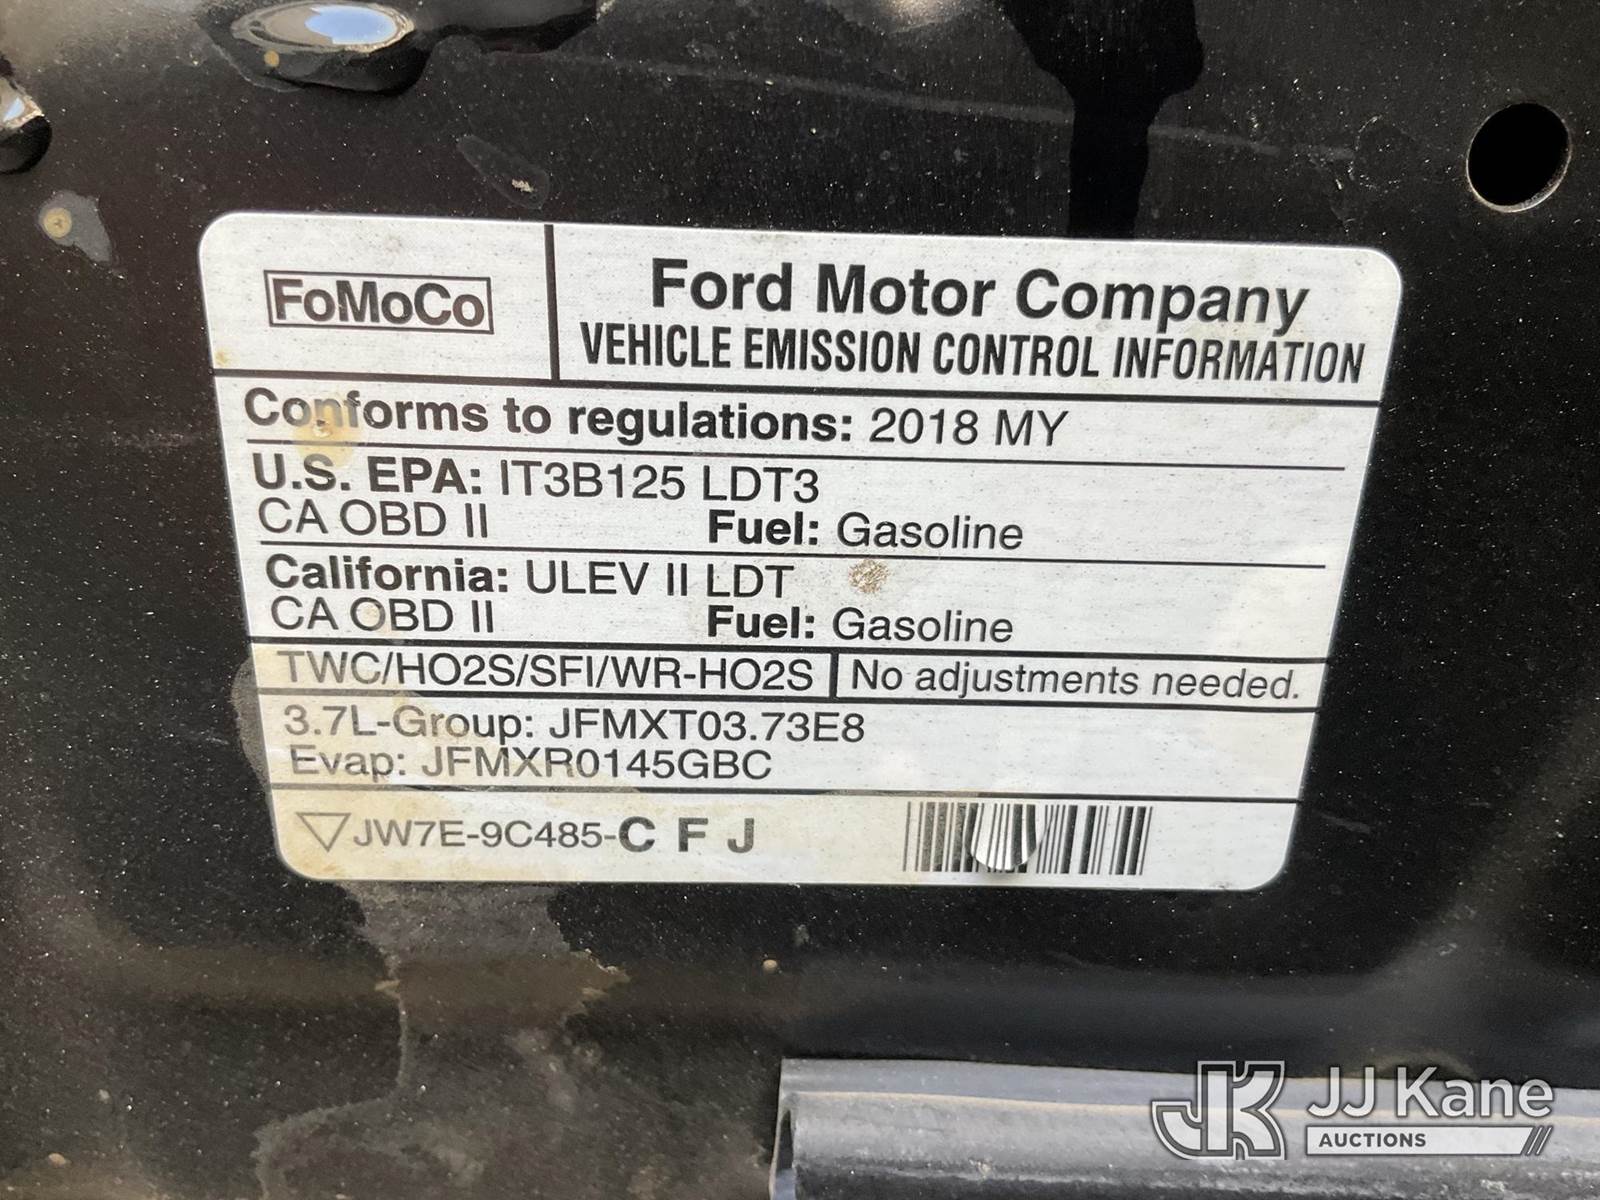 FoMoCo
Ford Motor Company
VEHICLE EMISSION CONTROL INFORMATION
Conforms to regulations: 2018 MY
U.S. EPA: IT3B125 LDT3
CA OBD II Fuel: Gasoline
California: ULEV II LDT
CA OBD II Fuel: Gasoline
TWC/HO2S/SFI/WR-HO2S No adjustments needed.
3.7L-Group: JFMXT03.73E8
Evap: JFMXR0145GBC
JW7E-9C485-C F J
JK JJ Kane
AUCTIONS